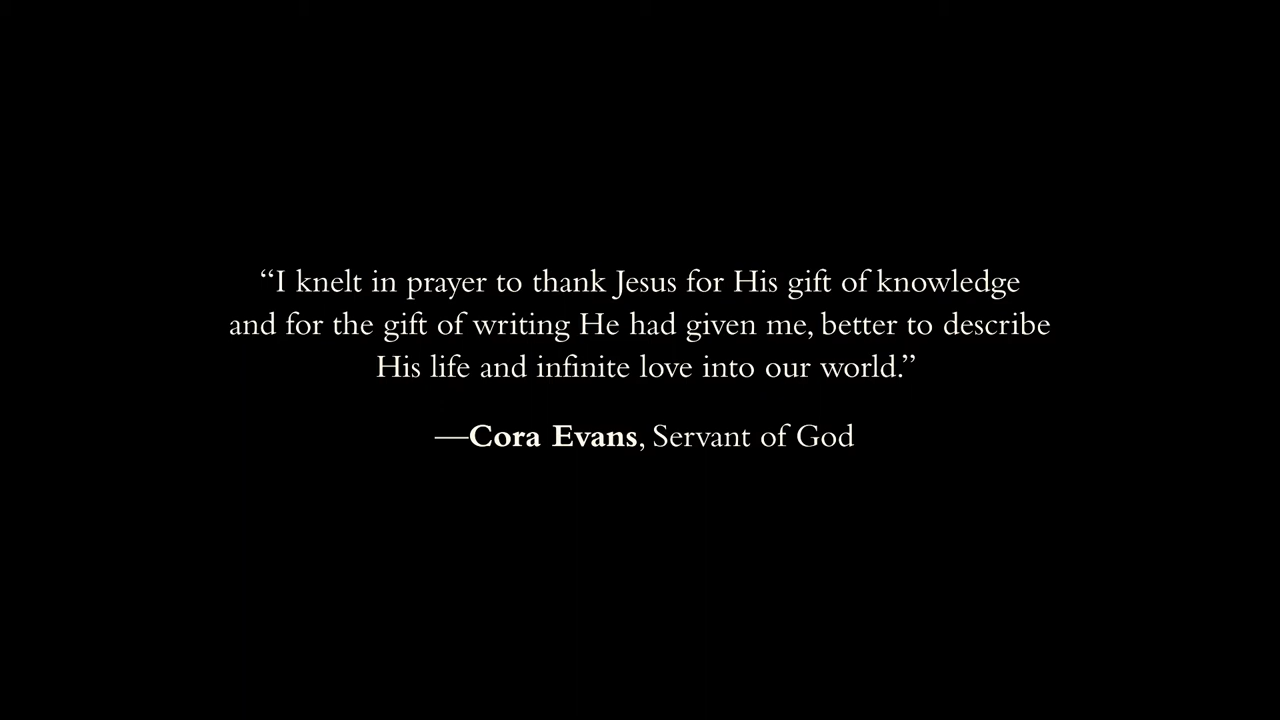 “I knelt in prayer to thank Jesus for His gift of knowledge
and for the gift of writing He had given me, better to describe
His life and infinite love into our world.”
—Cora Evans, Servant of God